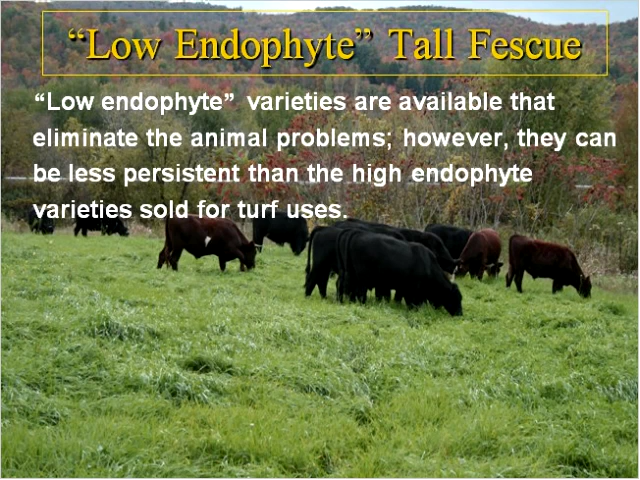 “Low Endophyte” Tall Fescue
“Low endophyte” varieties are available that
eliminate the animal problems; however, they can
be less persistent than the high endophyte
varieties sold for turf uses.